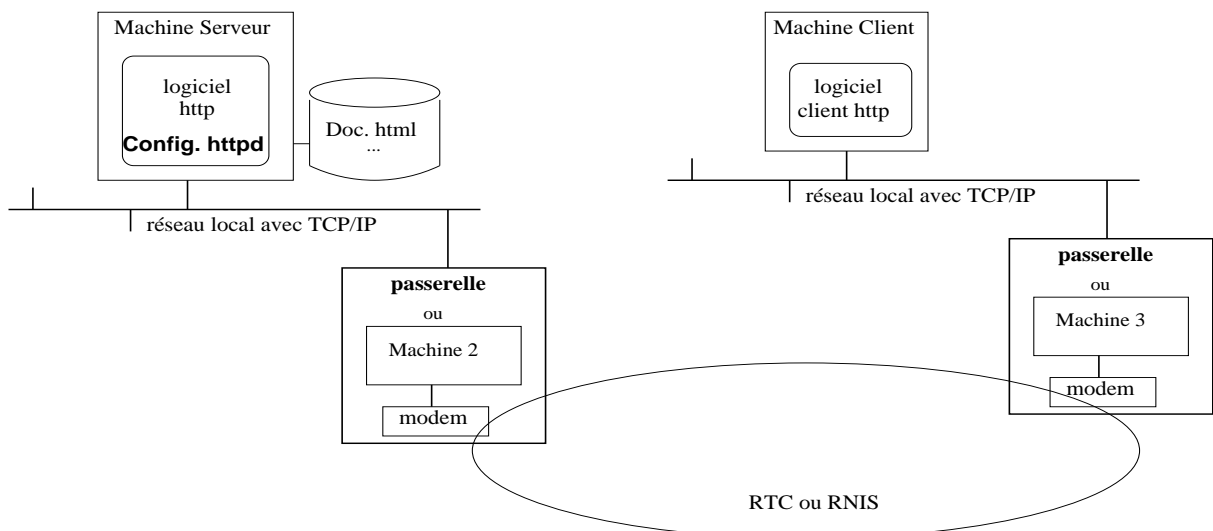 Machine Serveur
logiciel
http
Config. httpd
Doc. html
...
réseau local avec TCP/IP
passerelle
ou
Machine 2
modem
Machine Client
logiciel
client http
réseau local avec TCP/IP
passerelle
ou
Machine 3
modem
RTC ou RNIS